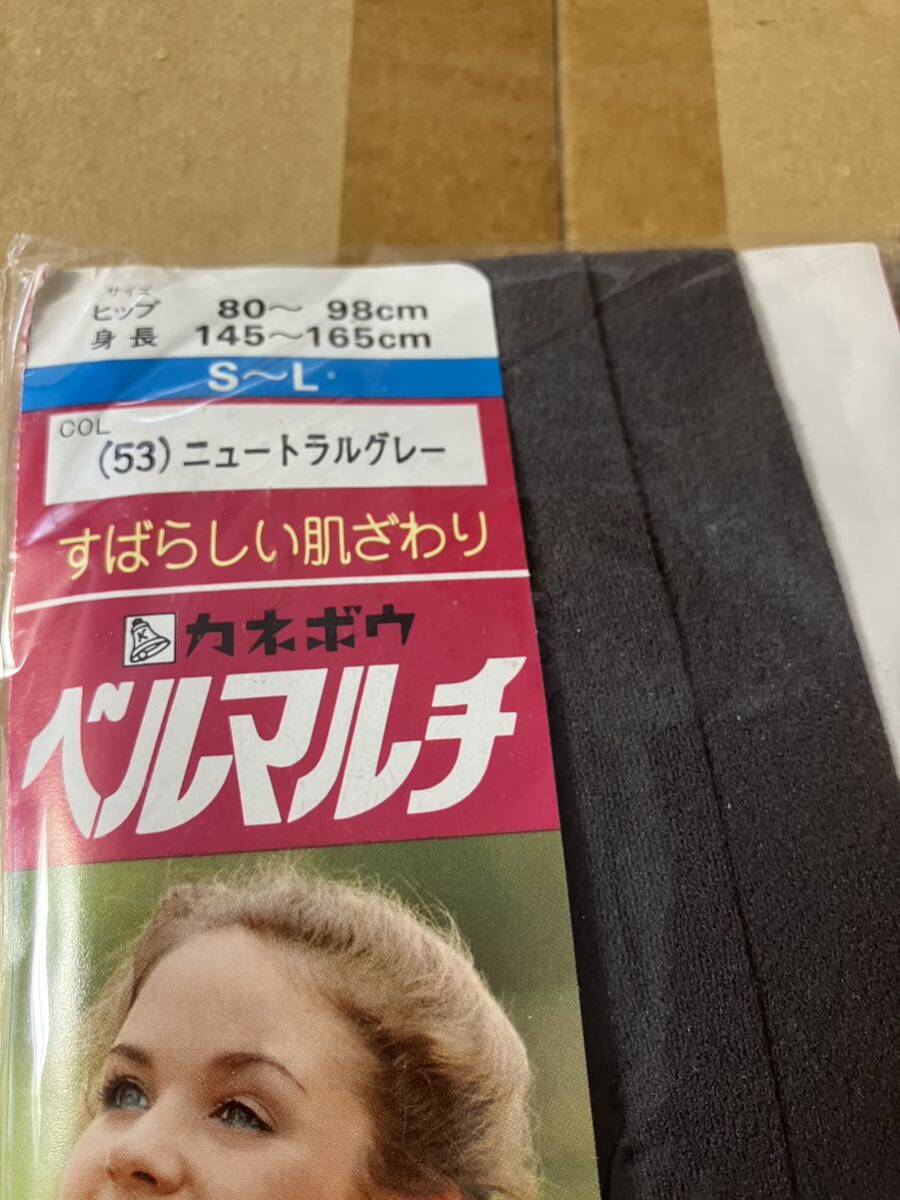 サイズ
ヒップ 80〜 98cm
身長 145〜165cm
S〜L
COL
(53)ニュートラルグレー
すばらしい肌ざわり
K カネボウ
ベルマルチ